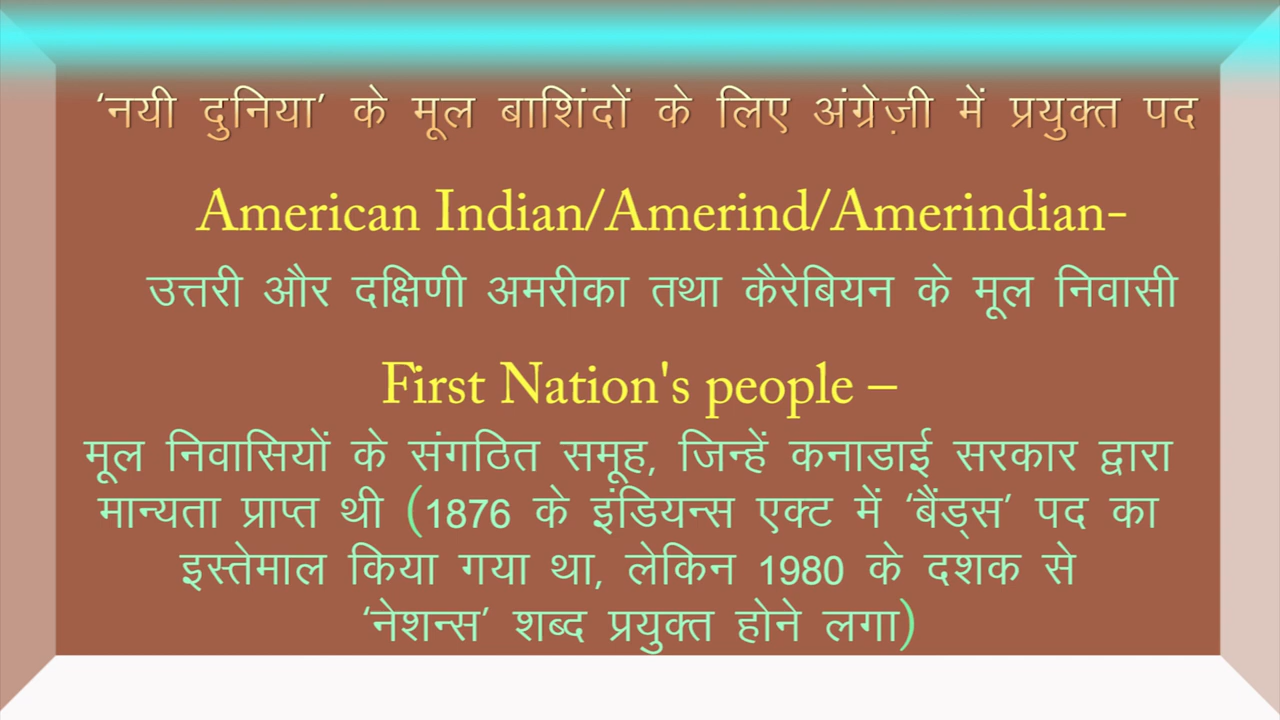 ‘नयी दुनिया’ के मूल बाशिंदों के लिए अंग्रेज़ी में प्रयुक्त पद
American Indian/Amerind/Amerindian-
उत्तरी और दक्षिणी अमरीका तथा कैरेबियन के मूल निवासी
First Nation's people –
मूल निवासियों के संगठित समूह, जिन्हें कनाडाई सरकार द्वारा
मान्यता प्राप्त थी (1876 के इंडियन्स एक्ट में ‘बैंड्स’ पद का
इस्तेमाल किया गया था, लेकिन 1980 के दशक से
‘नेशन्स’ शब्द प्रयुक्त होने लगा)